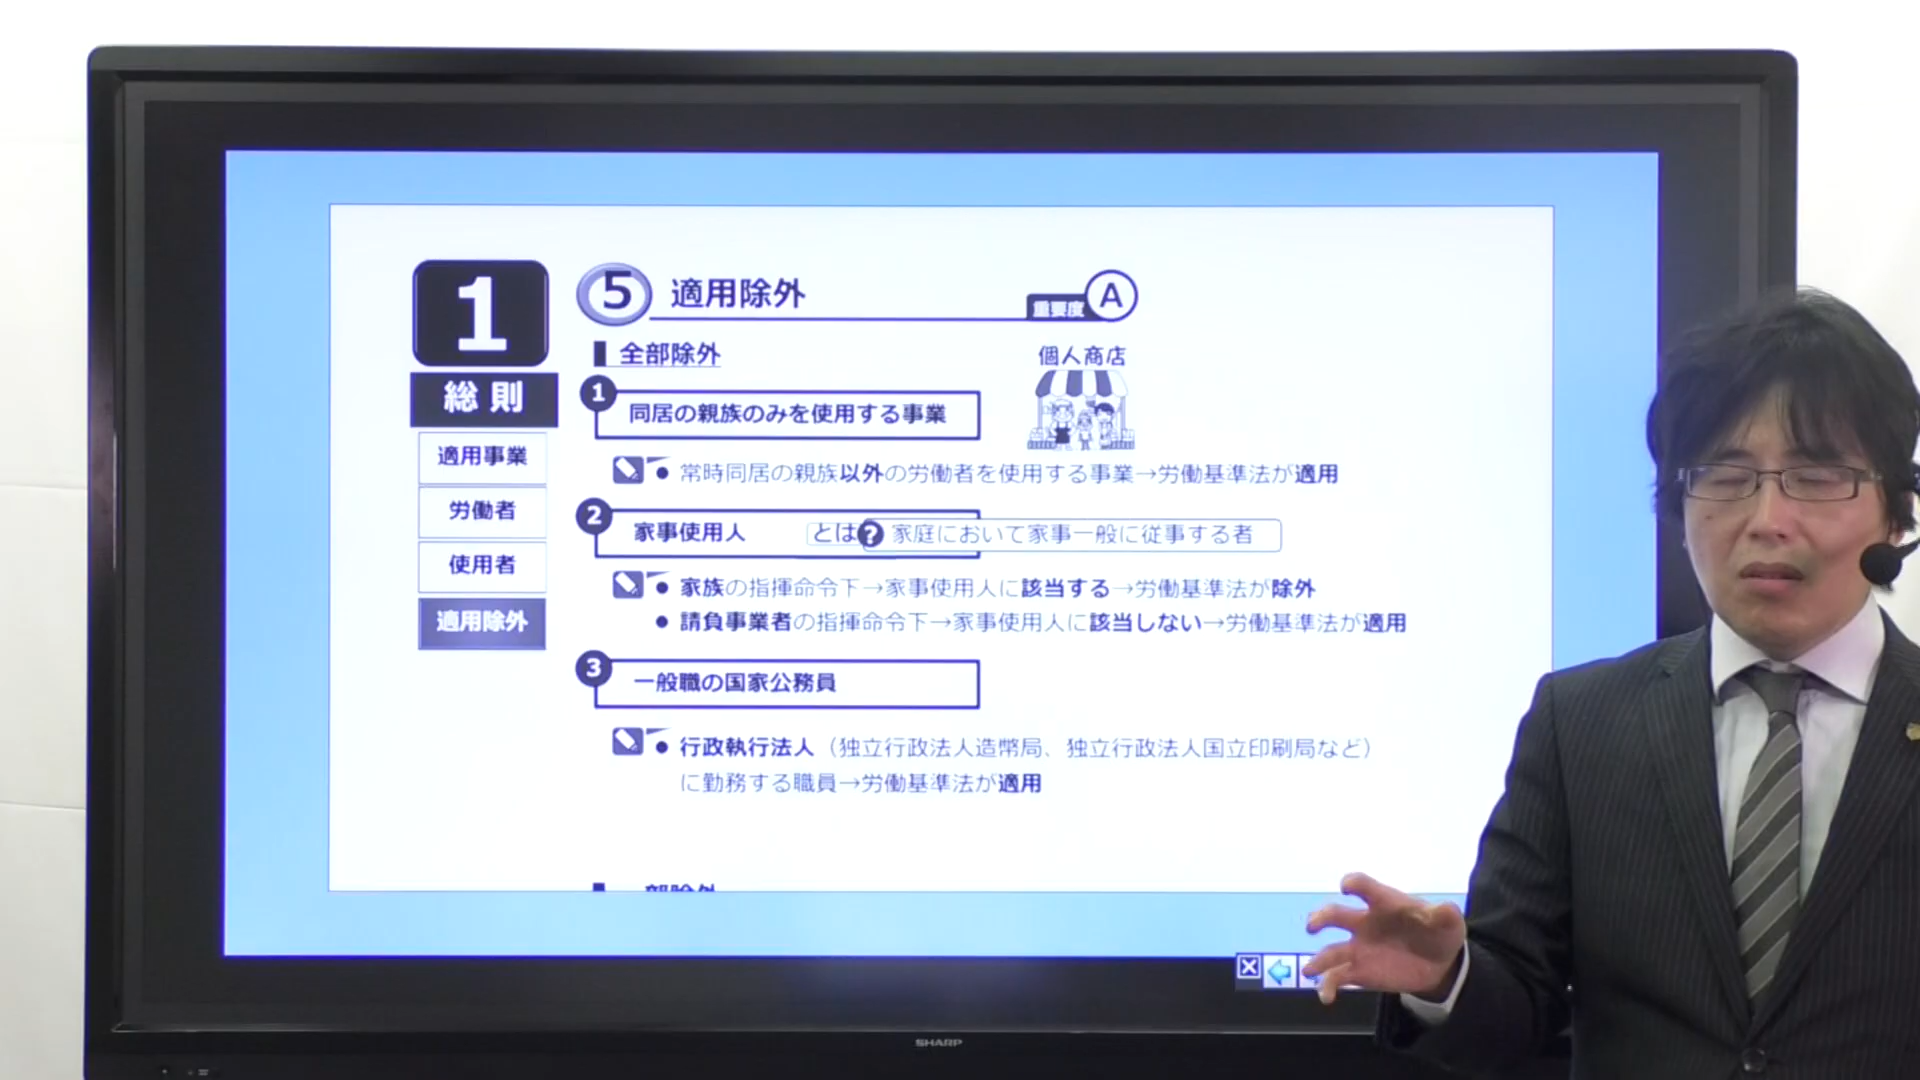 1
総則
適用事業
労働者
使用者
適用除外
5 適用除外
重要度 A
全部除外
個人商店
1 同居の親族のみを使用する事業
● 常時同居の親族以外の労働者を使用する事業→労働基準法が適用
2 家事使用人 とは? 家庭において家事一般に従事する者
● 家族の指揮命令下→家事使用人に該当する→労働基準法が除外
● 請負事業者の指揮命令下→家事使用人に該当しない→労働基準法が適用
3 一般職の国家公務員
● 行政執行法人（独立行政法人造幣局、独立行政法人国立印刷局など）
に勤務する職員→労働基準法が適用
SHARP